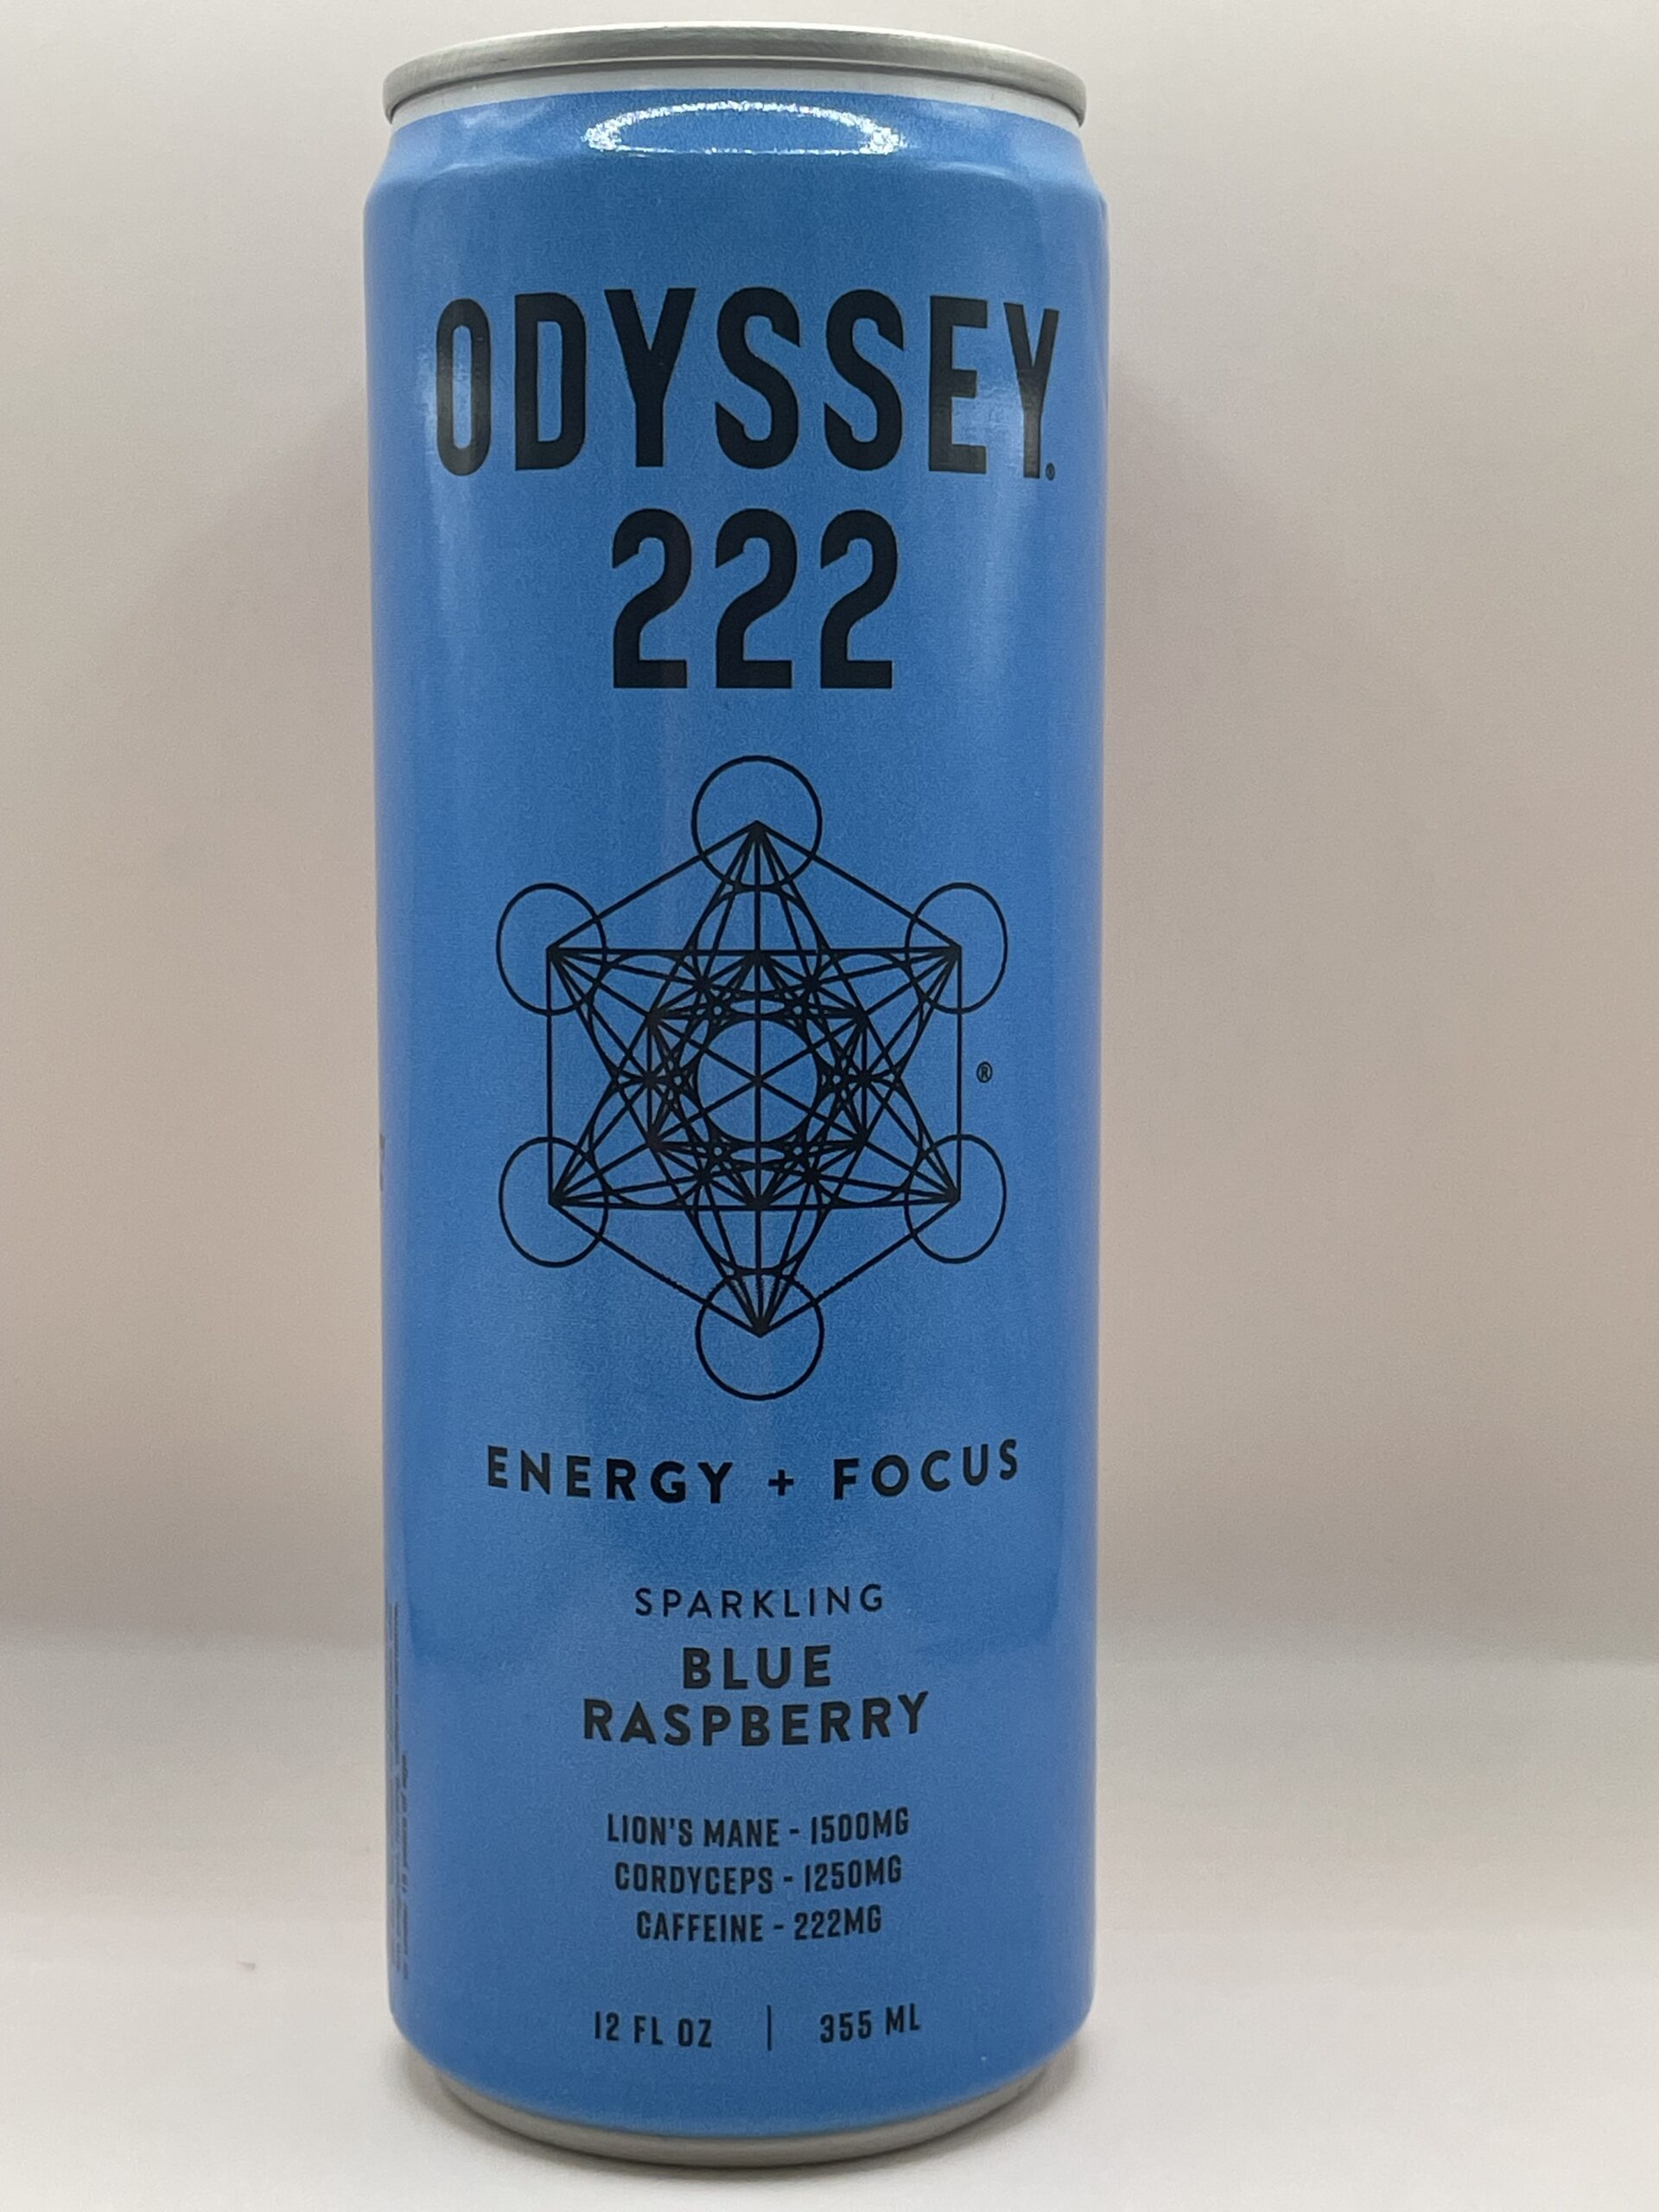 ODYSSEY®
222
®
ENERGY + FOCUS
SPARKLING
BLUE
RASPBERRY
LION'S MANE - 1500MG
CORDYCEPS - 1250MG
CAFFEINE - 222MG
12 FL OZ | 355 ML